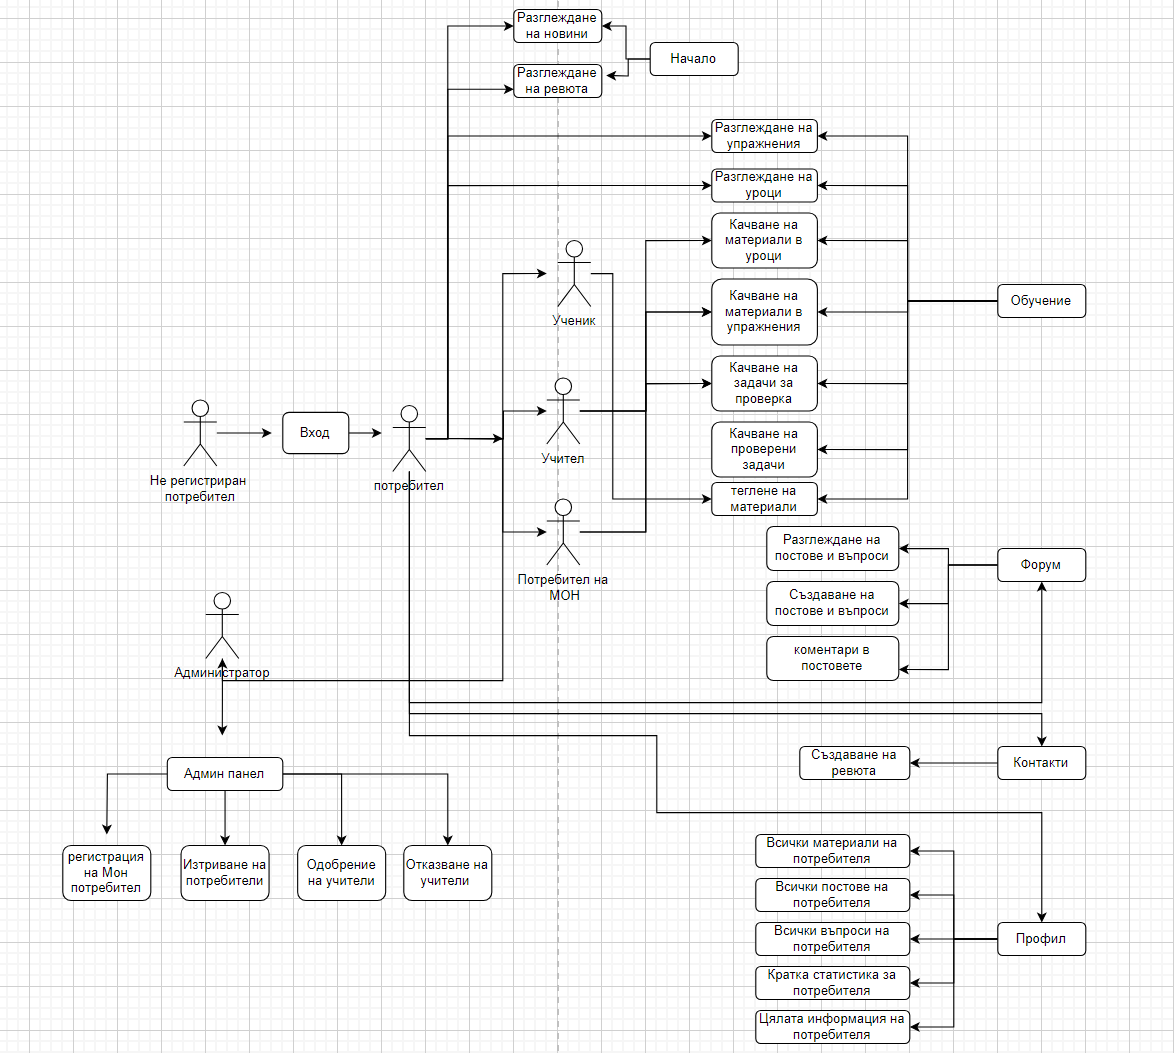 Разглеждане
на новини
Начало
Разглеждане
на ревюта
Разглеждане на
упражнения
Разглеждане на
уроци
Качване на
материали в
уроци
Ученик
Качване на
материали в
упражнения
Обучение
Качване на
задачи за
проверка
Не регистриран
потребител
Вход
потребител
Учител
Качване на
проверени
задачи
теглене на
материали
Потребител на
МОН
Разглеждане на
постове и въпроси
Форум
Създаване на
постове и въпроси
коментари в
постовете
Администратор
Създаване на
ревюта
Контакти
Админ панел
регистрация
на Мон
потребител
Изтриване на
потребители
Одобрение
на учители
Отказване на
учители
Всички материали на
потребителя
Всички постове на
потребителя
Всички въпроси на
потребителя
Профил
Кратка статистика за
потребителя
Цялата информация на
потребителя